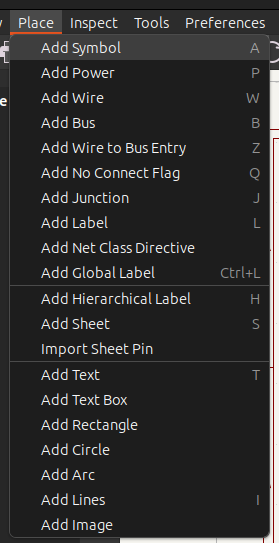 Place Inspect Tools Preferences
Add Symbol A
Add Power P
Add Wire W
Add Bus B
Add Wire to Bus Entry Z
Add No Connect Flag Q
Add Junction J
Add Label L
Add Net Class Directive
Add Global Label Ctrl+L
Add Hierarchical Label H
Add Sheet S
Import Sheet Pin
Add Text T
Add Text Box
Add Rectangle
Add Circle
Add Arc
Add Lines I
Add Image